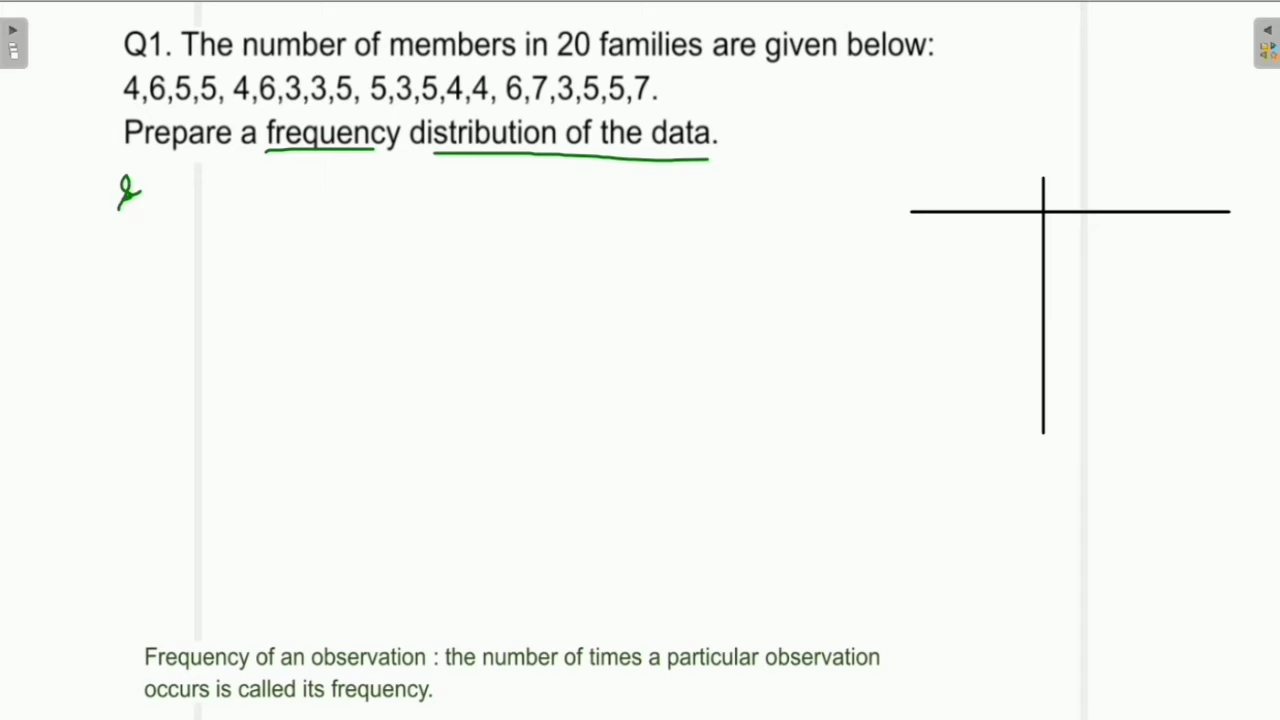 Q1. The number of members in 20 families are given below:
4,6,5,5, 4,6,3,3,5, 5,3,5,4,4, 6,7,3,5,5,7.
Prepare a frequency distribution of the data.
Frequency of an observation : the number of times a particular observation
occurs is called its frequency.